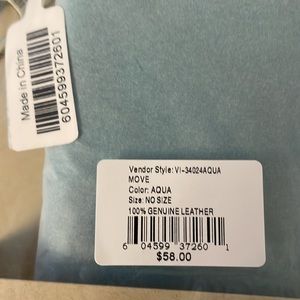 Made in China
604599372601
Vendor Style: VI-34024AQUA
MOVE
Color: AQUA
Size: NO SIZE
100% GENUINE LEATHER
6 04599 37260 1
$58.00